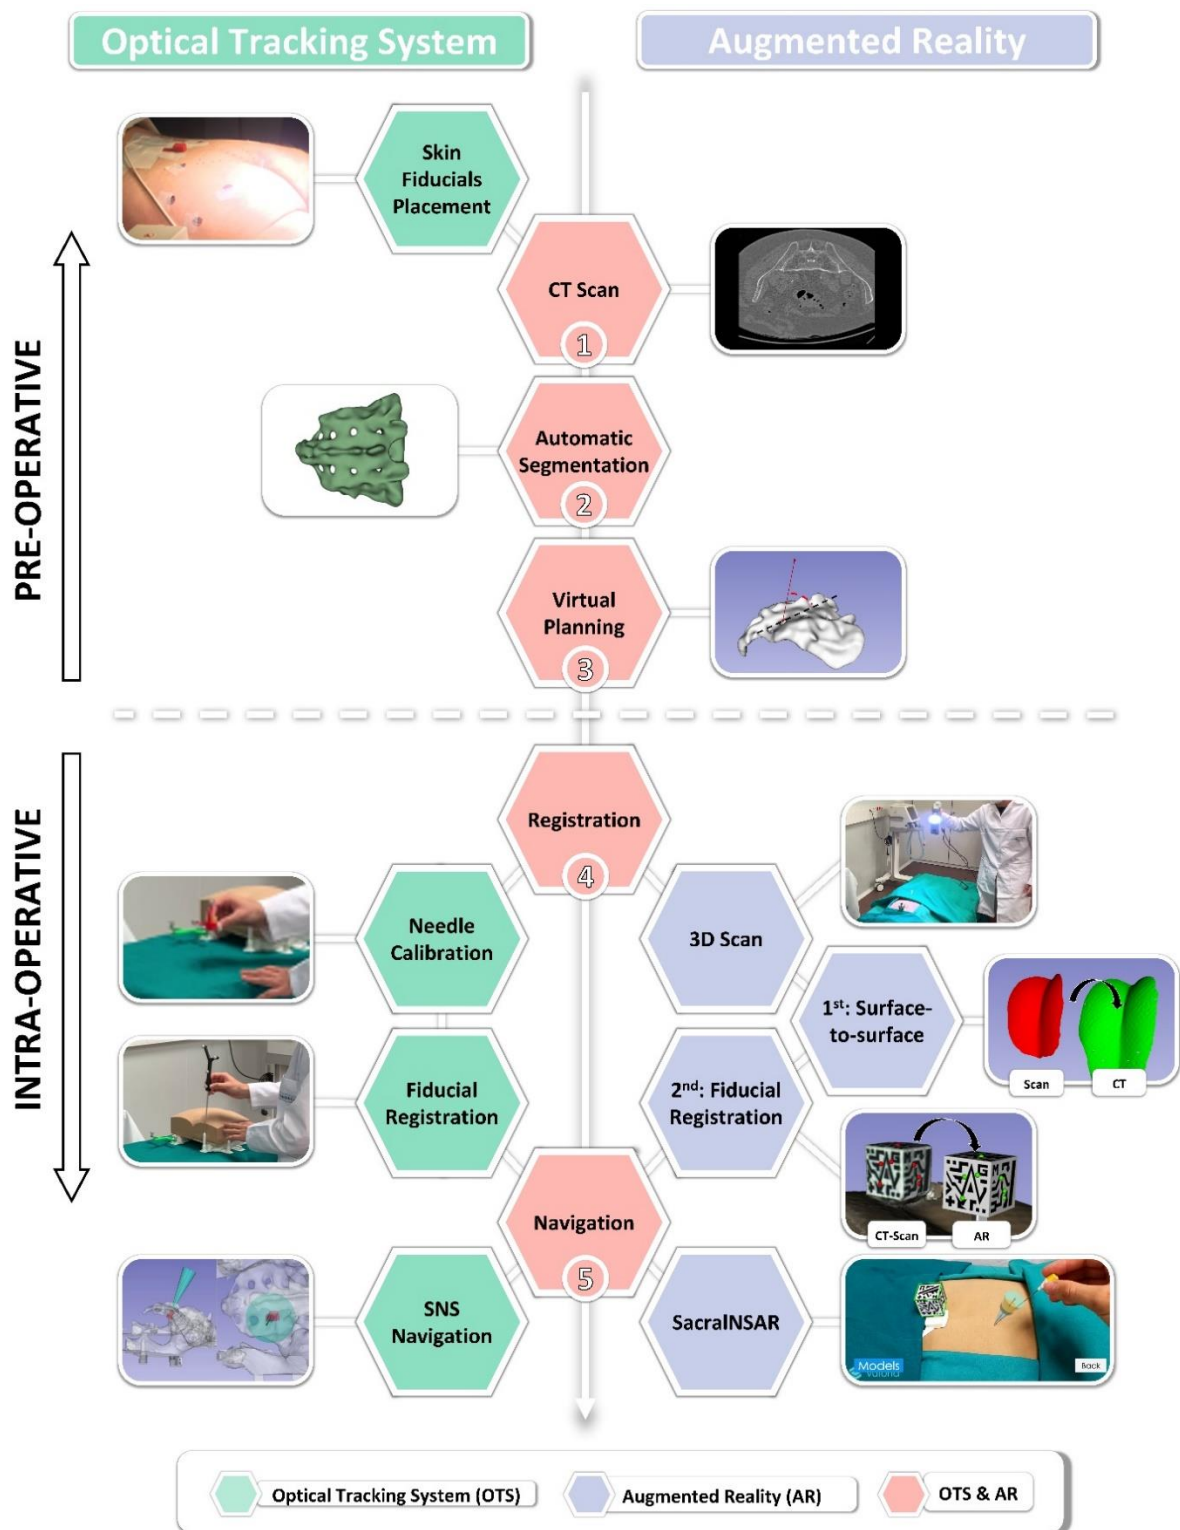 Optical Tracking System
Augmented Reality
Skin
Fiducials
Placement
CT Scan
1
Automatic
Segmentation
2
Virtual
Planning
3
PRE-OPERATIVE
Registration
4
Needle
Calibration
3D Scan
1st: Surface-
to-surface
Scan
CT
Fiducial
Registration
2nd: Fiducial
Registration
CT-Scan
AR
INTRA-OPERATIVE
Navigation
5
SNS
Navigation
SacralNSAR
Models
Back
Optical Tracking System (OTS)
Augmented Reality (AR)
OTS & AR